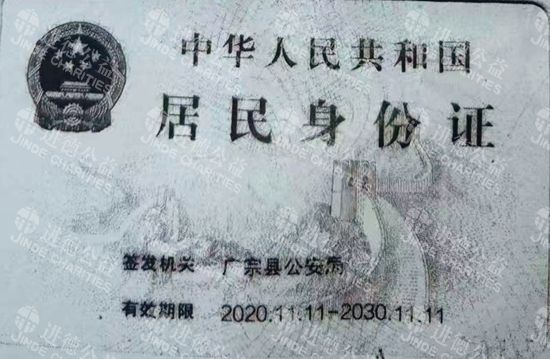 中华人民共和国
居民身份证
签发机关 广宗县公安局
有效期限 2020.11.11-2030.11.11
进德公益
JINDE CHARITIES